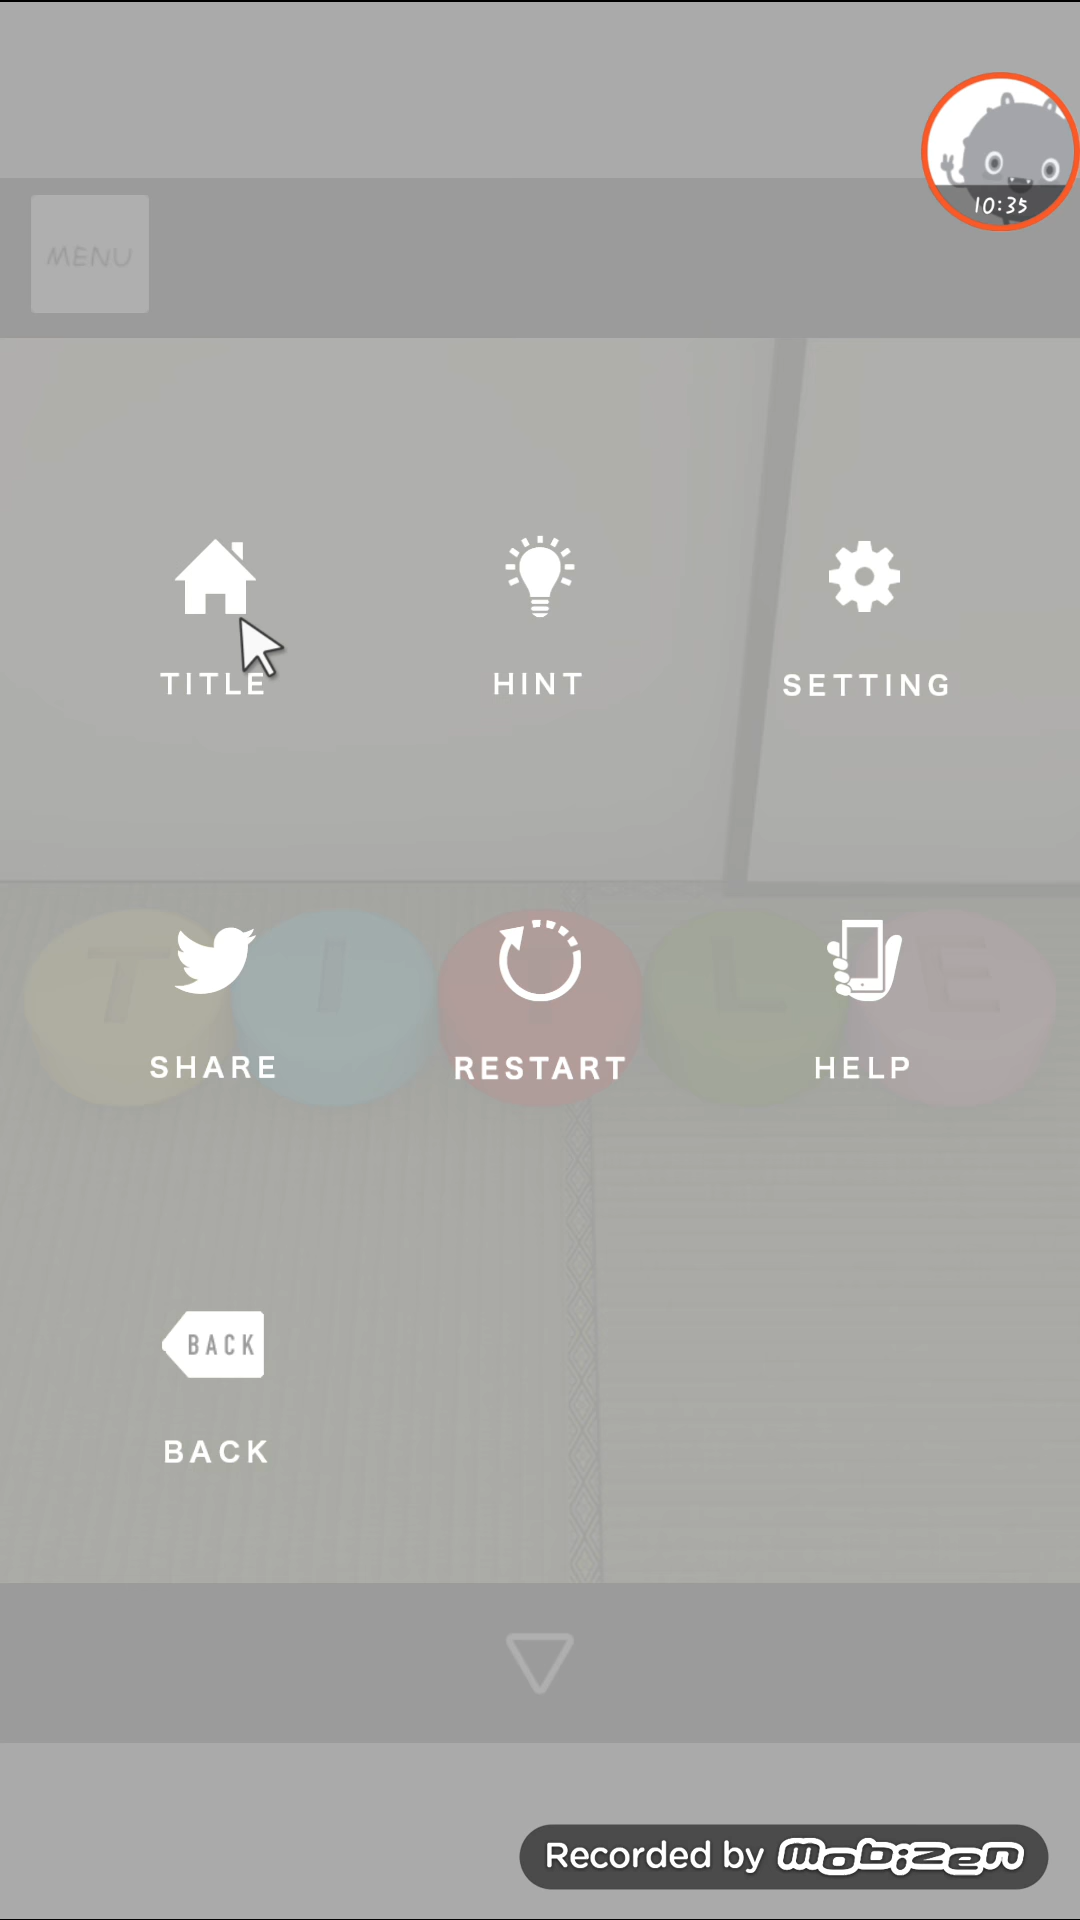 10:35
MENU
TITLE
HINT
SETTING
T I T L E
SHARE
RESTART
HELP
BACK
BACK
Recorded by mobizen